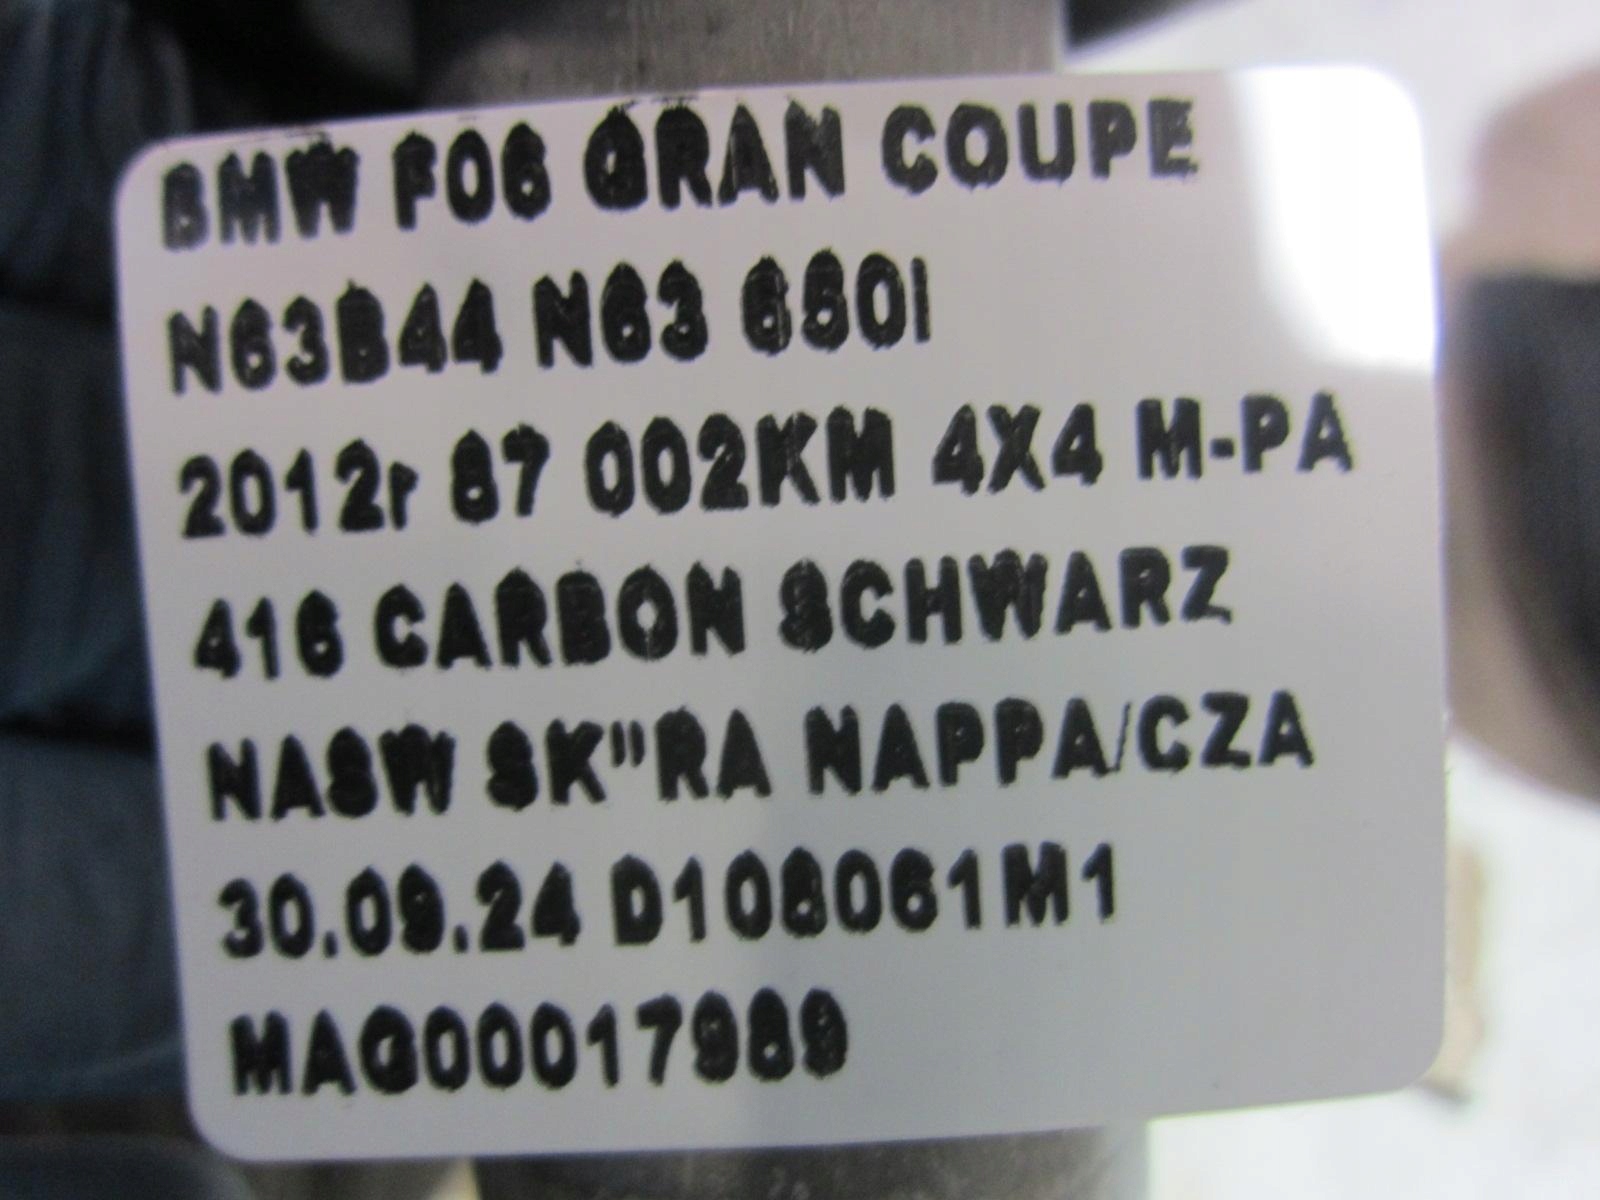 BMW F06 GRAN COUPE
N63B44 N63 650I
2012r 87 002KM 4X4 M-PA
416 CARBON SCHWARZ
NASW SK"RA NAPPA/CZA
30.09.24 D108061M1
MAG00017989